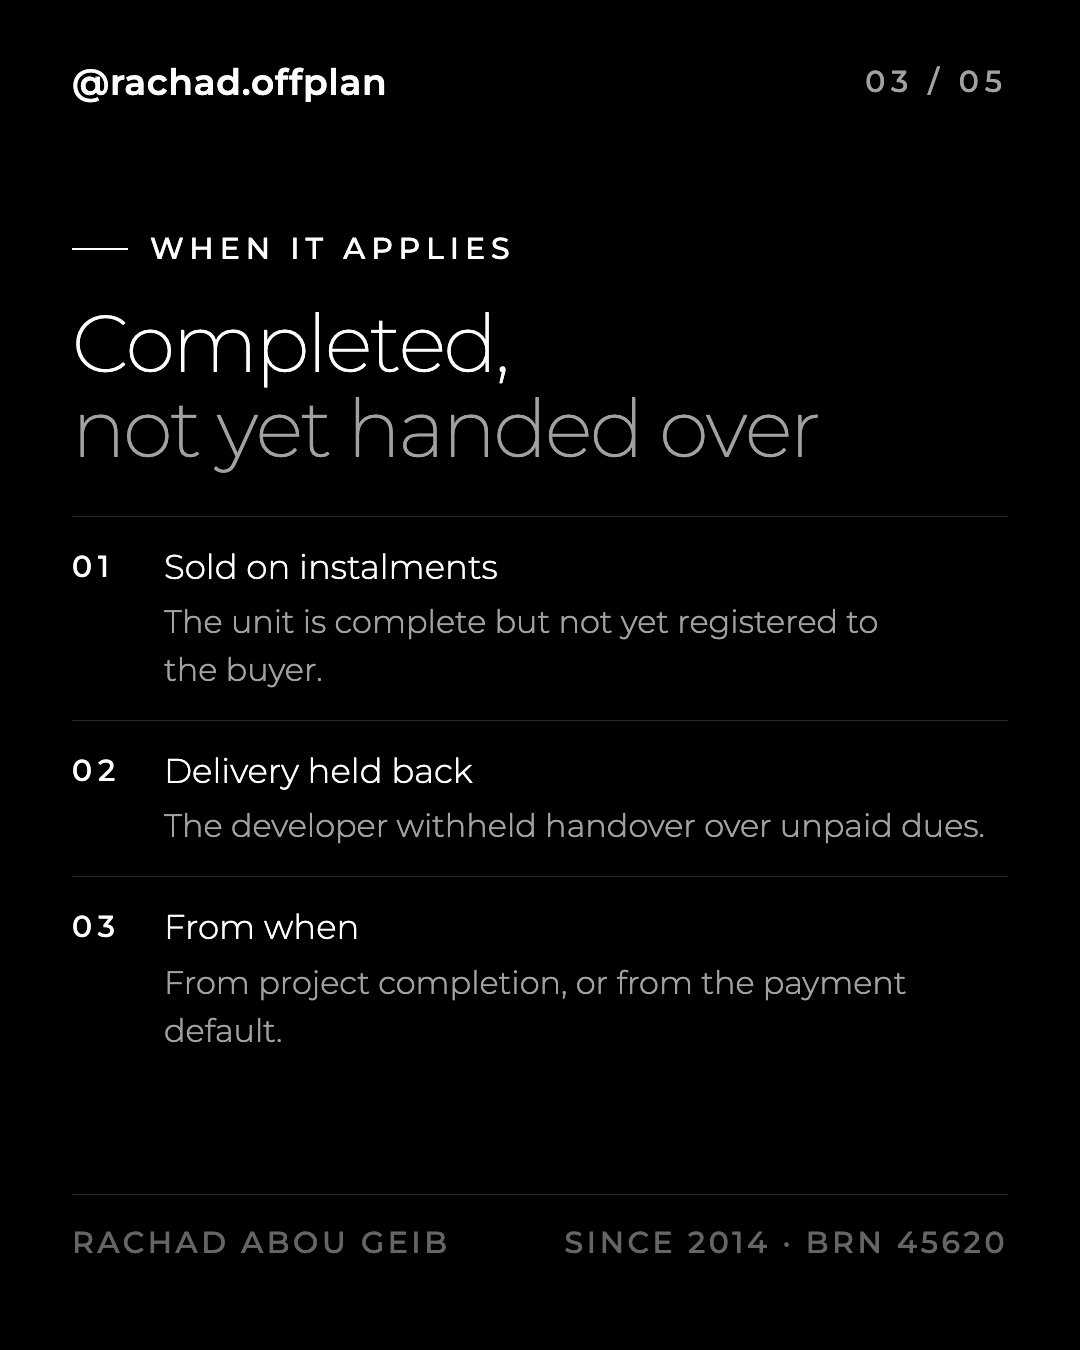 @rachad.offplan
03 / 05
WHEN IT APPLIES
Completed,
not yet handed over
01
Sold on instalments
The unit is complete but not yet registered to
the buyer.
02
Delivery held back
The developer withheld handover over unpaid dues.
03
From when
From project completion, or from the payment
default.
RACHAD ABOU GEIB
SINCE 2014 · BRN 45620